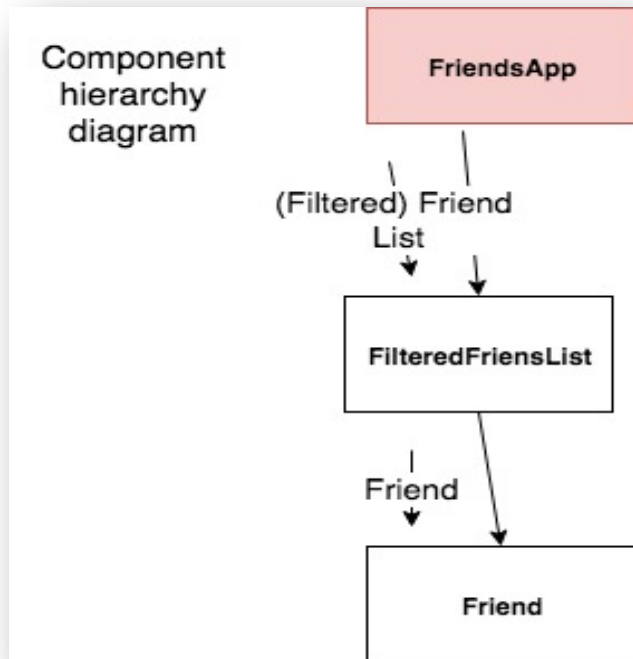 Component
hierarchy
diagram
FriendsApp
(Filtered) Friend
List
FilteredFriensList
Friend
Friend